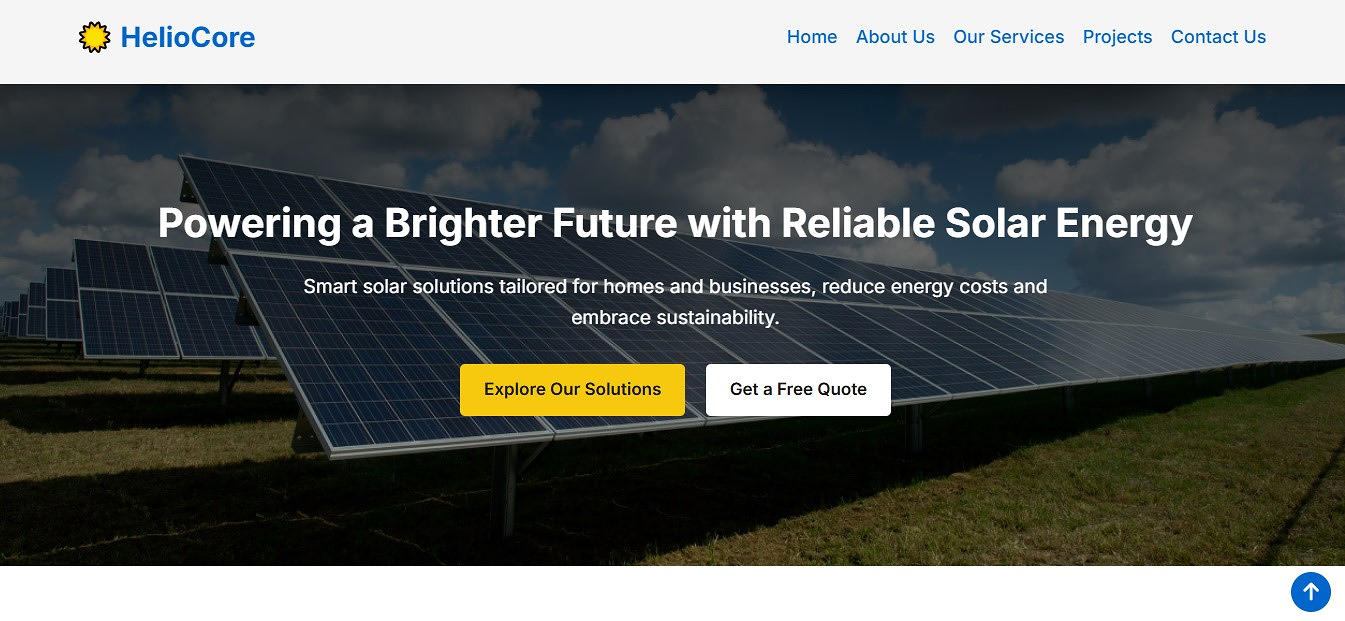 HelioCore
Home About Us Our Services Projects Contact Us
Powering a Brighter Future with Reliable Solar Energy
Smart solar solutions tailored for homes and businesses, reduce energy costs and
embrace sustainability.
Explore Our Solutions Get a Free Quote